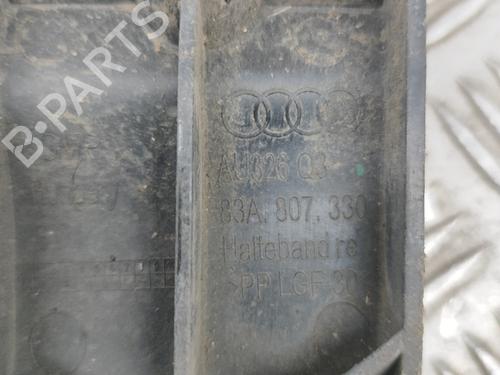 B-PARTS
AU326 Q3
83A.807.330
Halteband re
>PP LGF 30